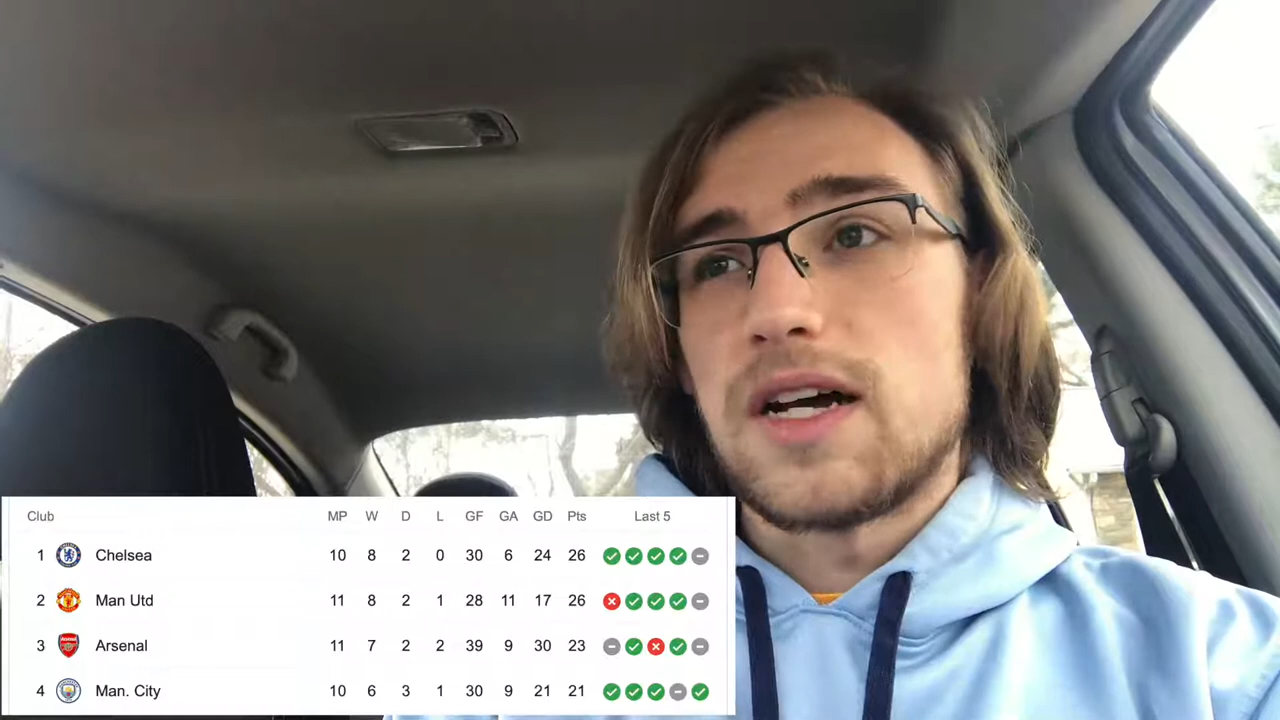 Club MP W D L GF GA GD Pts Last 5
1 Chelsea 10 8 2 0 30 6 24 26
2 Man Utd 11 8 2 1 28 11 17 26
3 Arsenal 11 7 2 2 39 9 30 23
4 Man. City 10 6 3 1 30 9 21 21